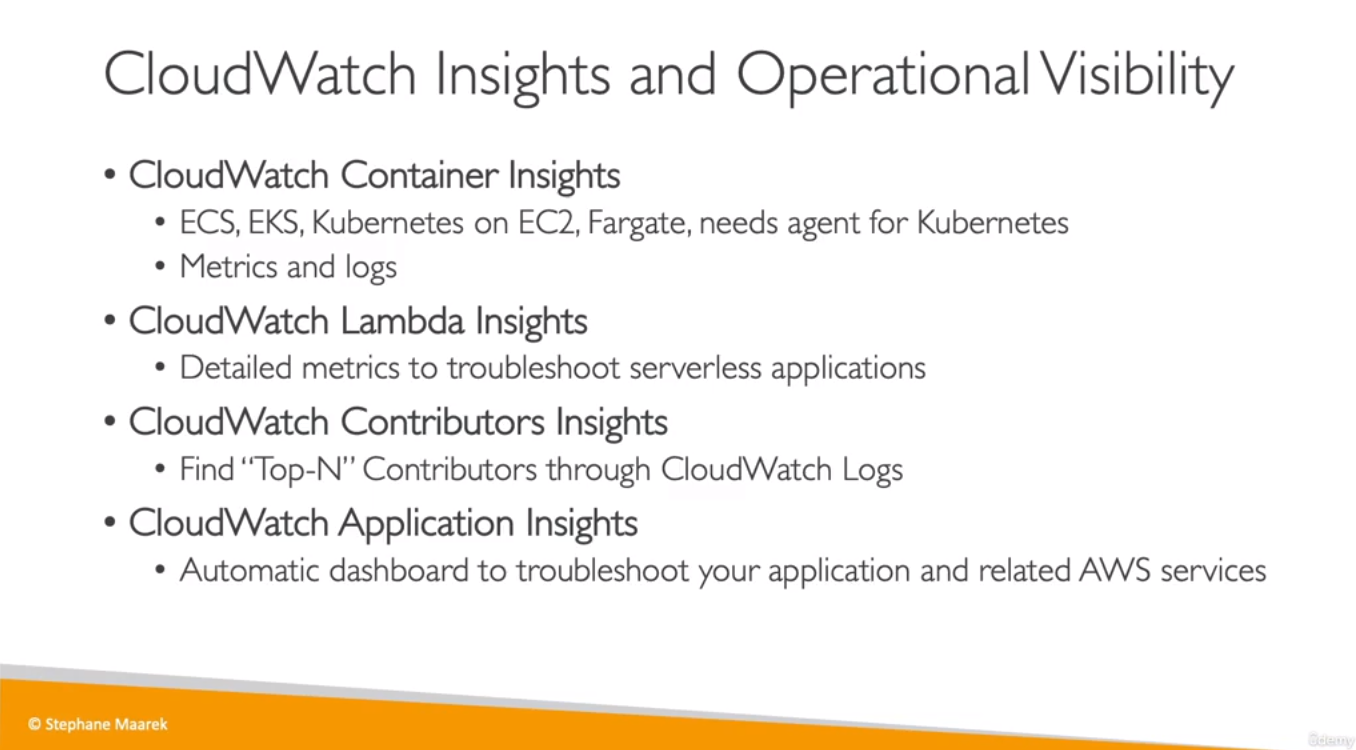 CloudWatch Insights and Operational Visibility
• CloudWatch Container Insights
• ECS, EKS, Kubernetes on EC2, Fargate, needs agent for Kubernetes
• Metrics and logs
• CloudWatch Lambda Insights
• Detailed metrics to troubleshoot serverless applications
• CloudWatch Contributors Insights
• Find “Top-N” Contributors through CloudWatch Logs
• CloudWatch Application Insights
• Automatic dashboard to troubleshoot your application and related AWS services
© Stephane Maarek
ûdemy